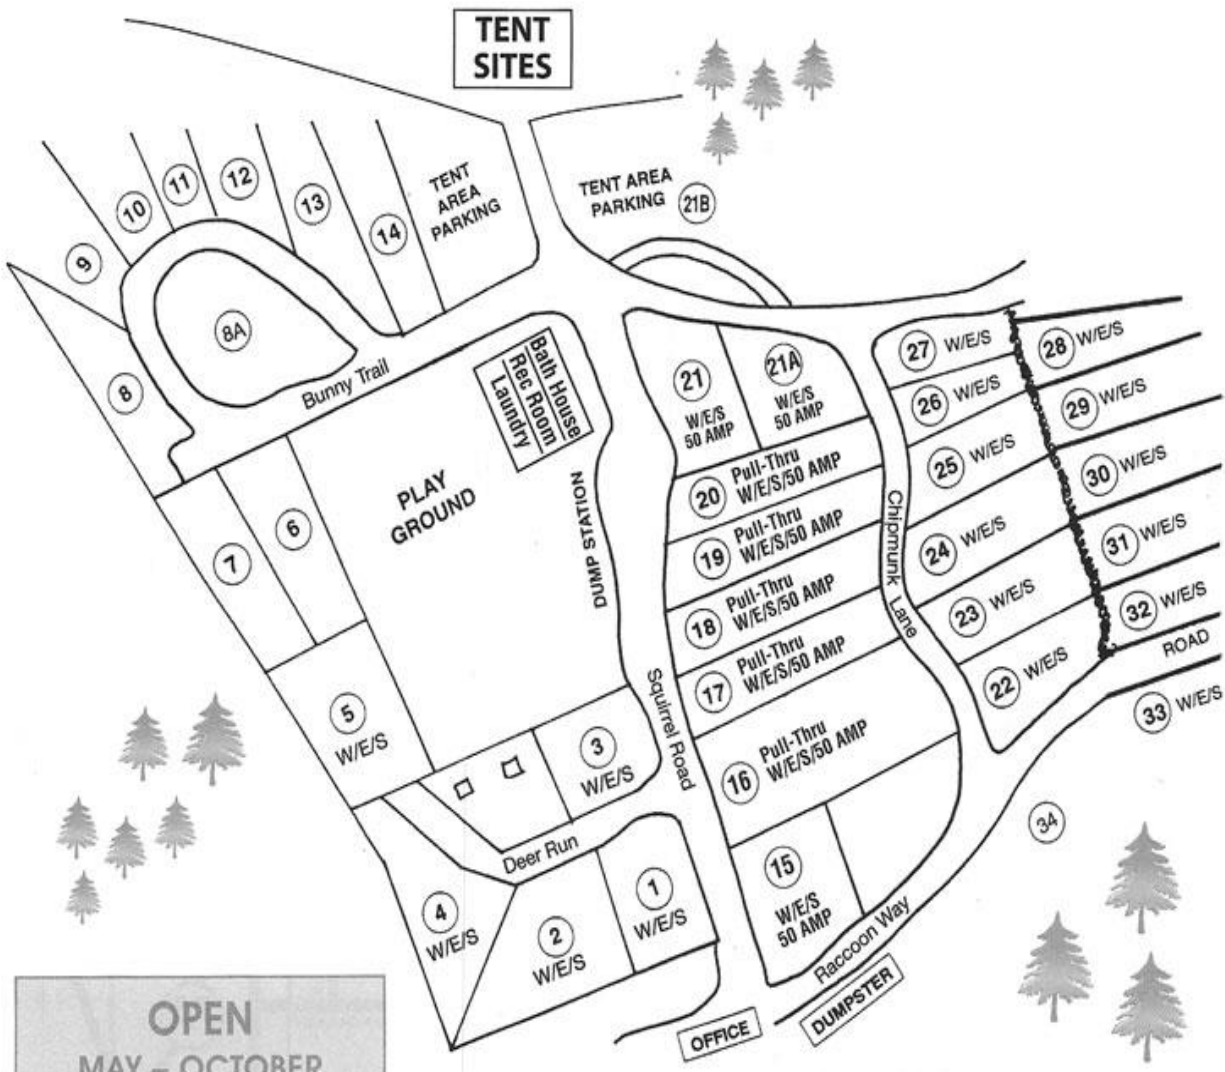 TENT
SITES
TENT AREA
PARKING
21B
TENT
AREA
PARKING
9
10
11
12
13
14
8A
8
Bunny Trail
Bath House
Rec Room
Laundry
PLAY
GROUND
DUMP STATION
7
6
5
W/E/S
3
W/E/S
Deer Run
4
W/E/S
2
W/E/S
1
W/E/S
Squirrel Road
21
W/E/S
50 AMP
21A
W/E/S
50 AMP
20 Pull-Thru
W/E/S/50 AMP
19 Pull-Thru
W/E/S/50 AMP
18 Pull-Thru
W/E/S/50 AMP
17 Pull-Thru
W/E/S/50 AMP
16 Pull-Thru
W/E/S/50 AMP
15
W/E/S
50 AMP
Chipmunk Lane
27 W/E/S
26 W/E/S
25 W/E/S
24 W/E/S
23 W/E/S
22 W/E/S
28 W/E/S
29 W/E/S
30 W/E/S
31 W/E/S
32 W/E/S
ROAD
33 W/E/S
34
Raccoon Way
DUMPSTER
OFFICE
OPEN
MAY – OCTOBER